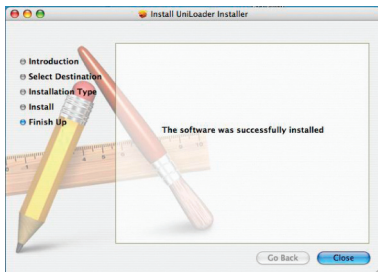 Install UniLoader Installer
Introduction
Select Destination
Installation Type
Install
Finish Up
The software was successfully installed
Go Back
Close